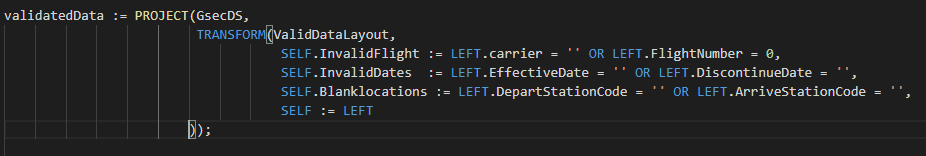 validatedData := PROJECT(GsecDS,
TRANSFORM(ValidDataLayout,
SELF.InvalidFlight := LEFT.carrier = '' OR LEFT.FlightNumber = 0,
SELF.InvalidDates  := LEFT.EffectiveDate = '' OR LEFT.DiscontinueDate = '',
SELF.Blanklocations := LEFT.DepartStationCode = '' OR LEFT.ArriveStationCode = '',
SELF := LEFT
));